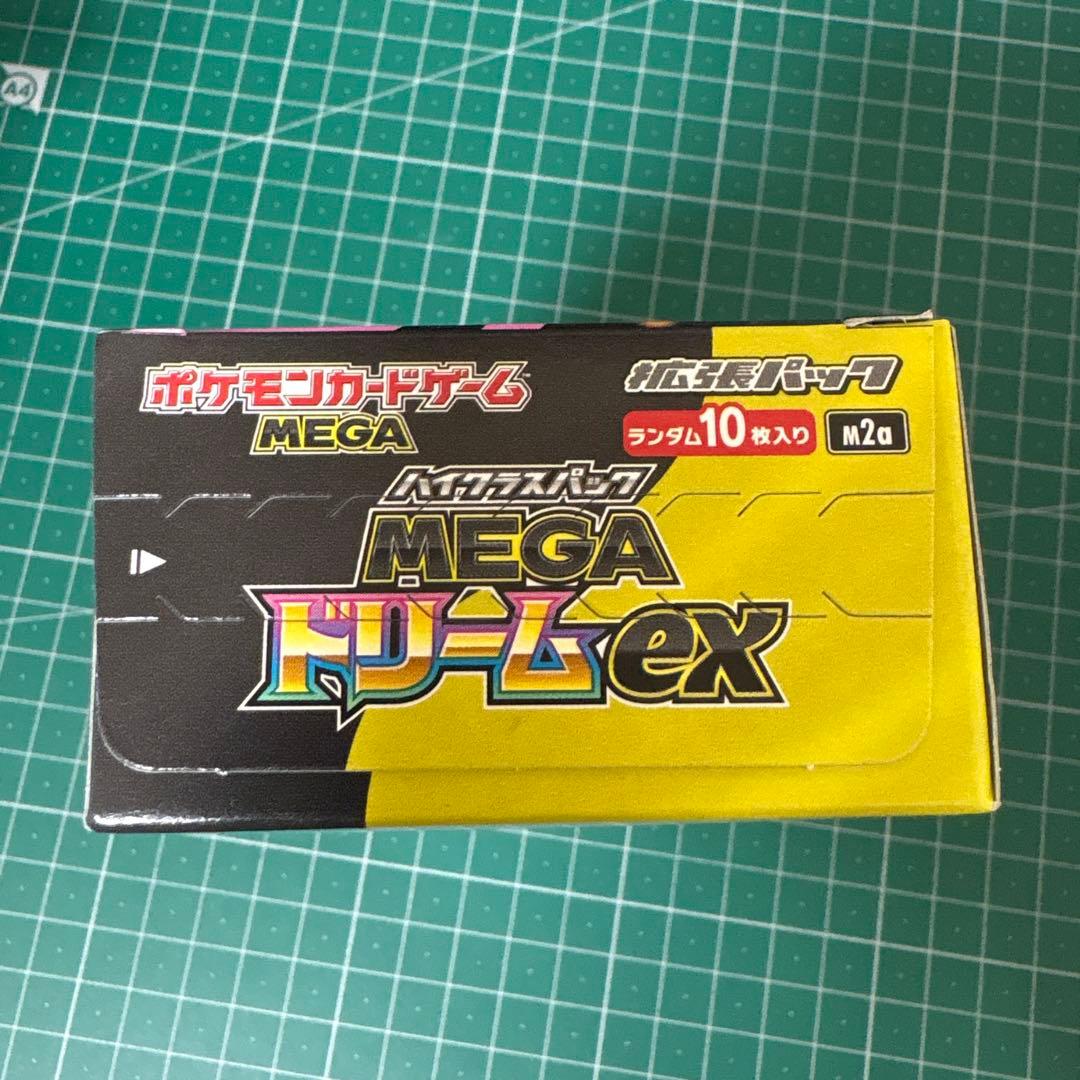 A4
ポケモンカードゲーム
MEGA
拡張パック
ランダム10枚入り
M2a
ハイクラスパック
MEGA
ドリームex